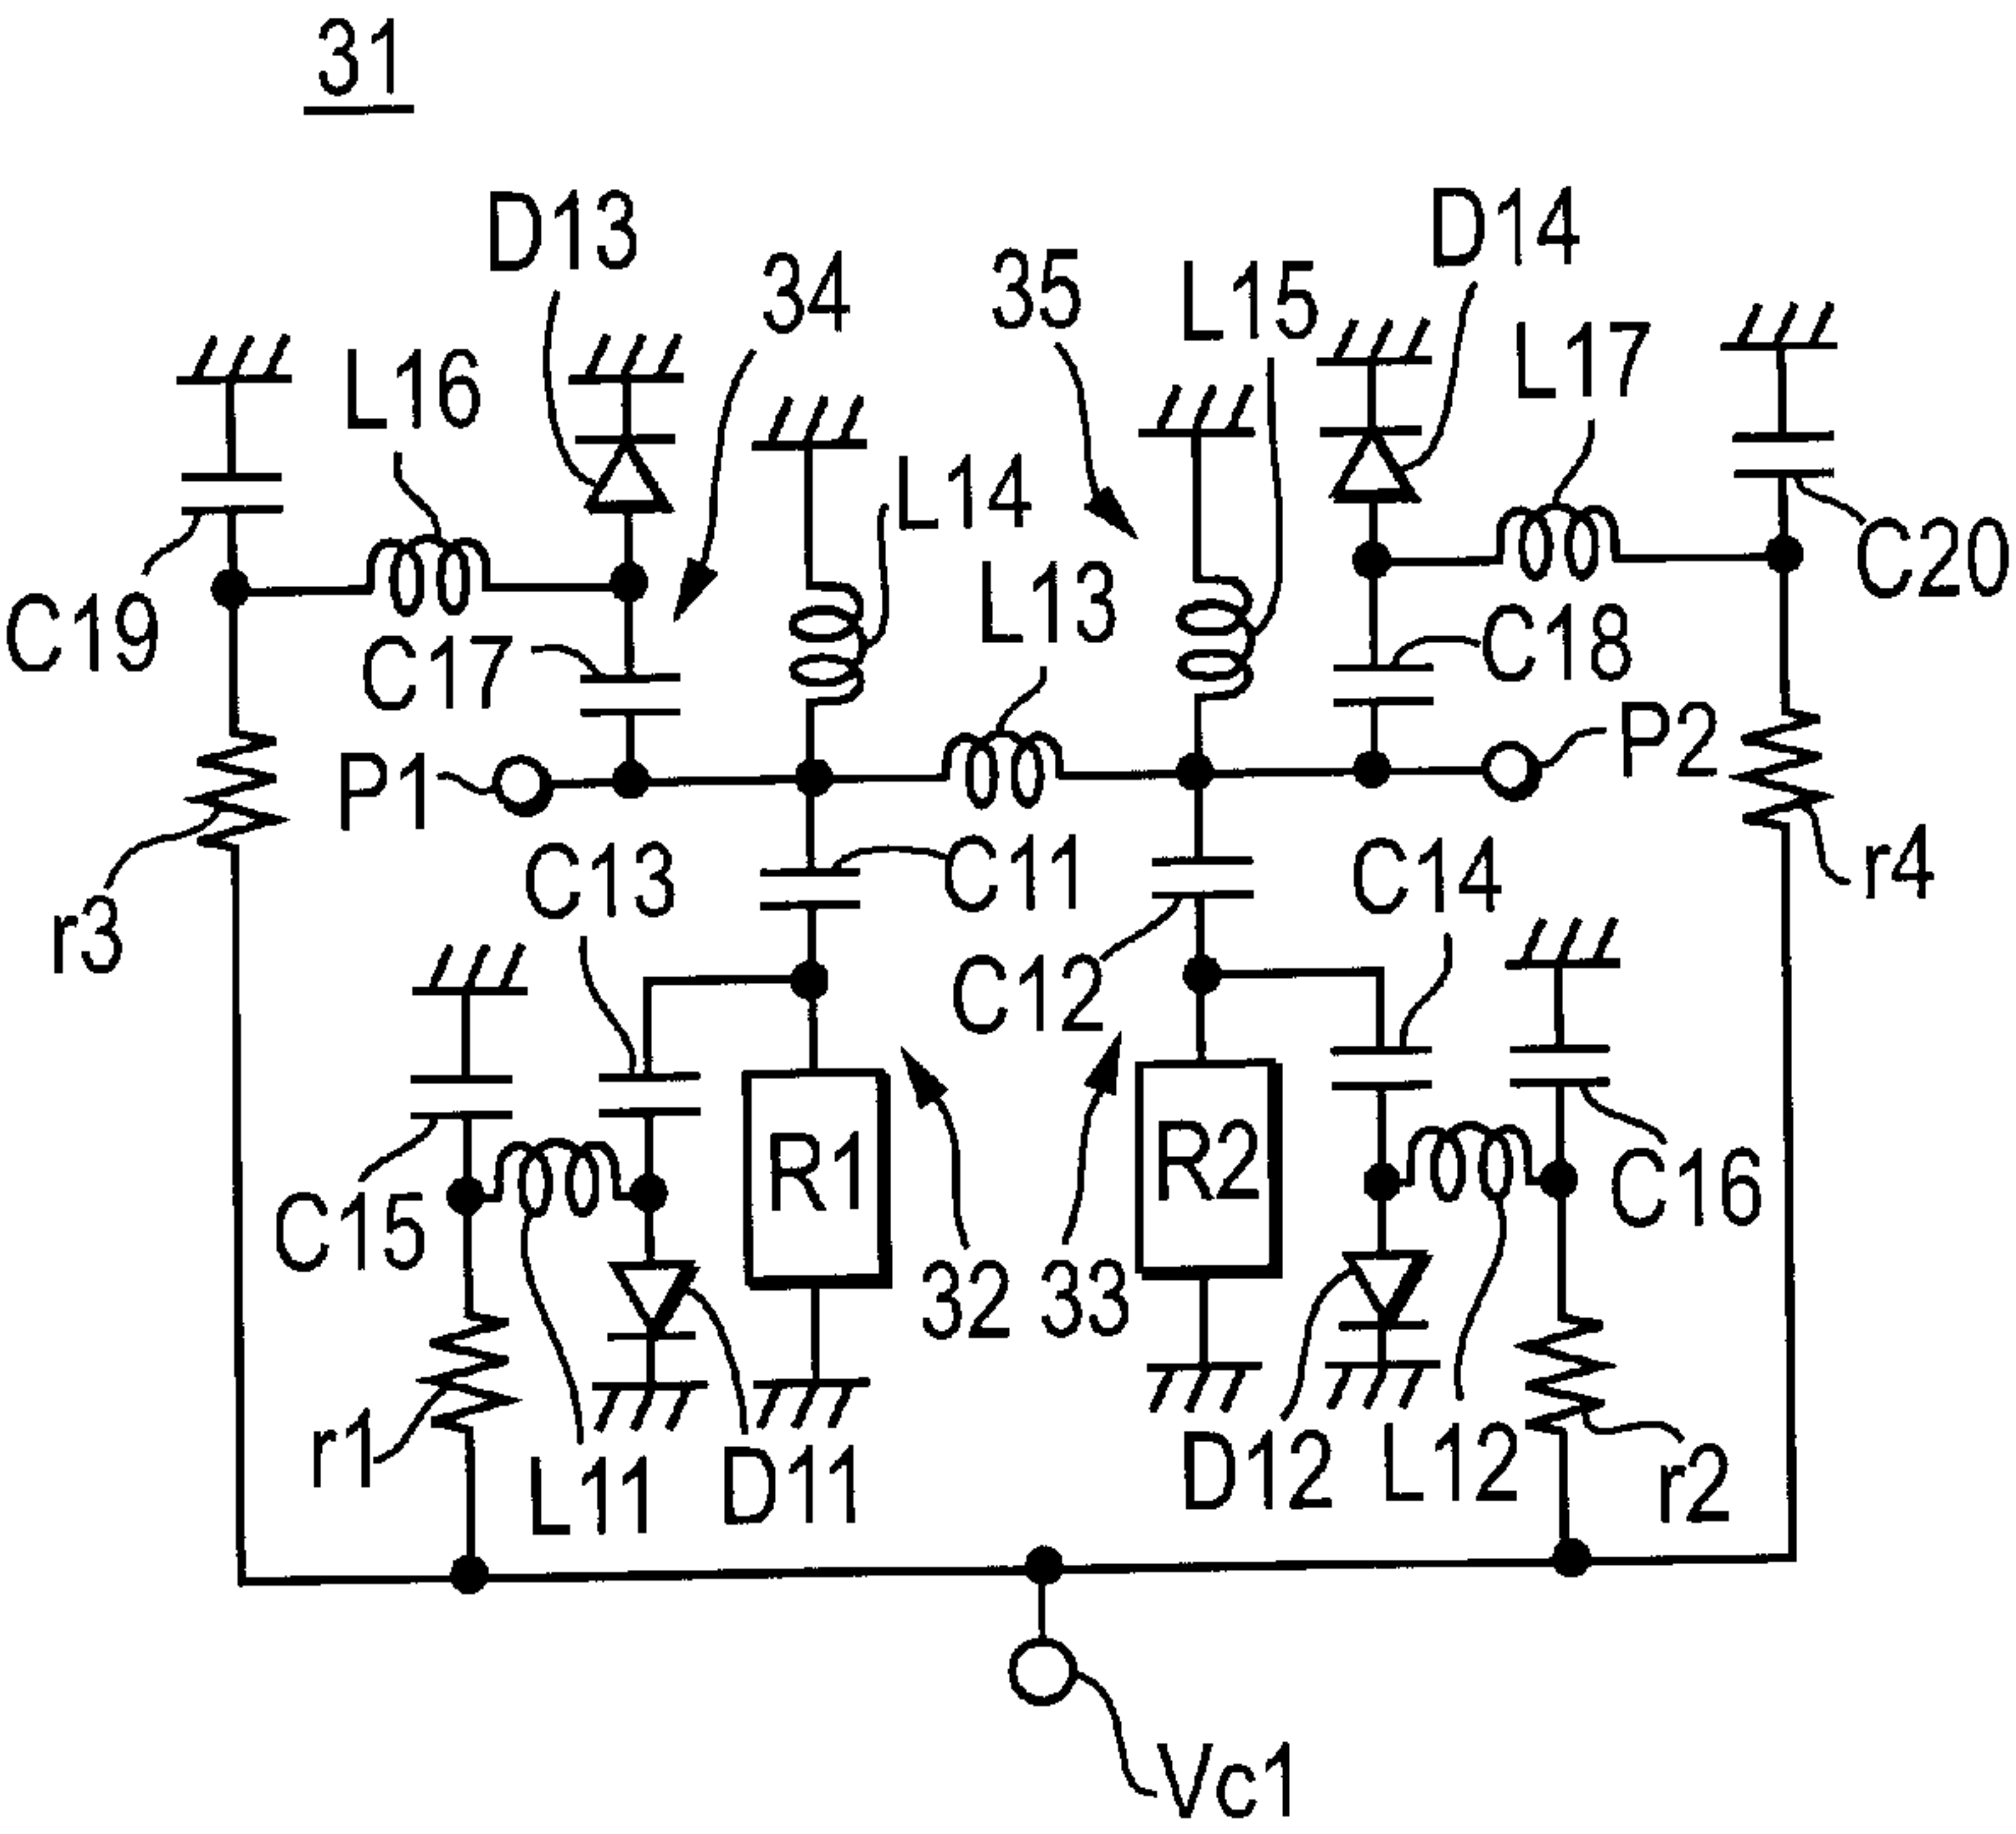 31
D13
34
35
L15
D14
L16
L17
L14
L13
C19
C17
C18
C20
P1
P2
C13
C11
C14
r4
r3
C12
R1
R2
C15
C16
32
33
r1
L11
D11
D12
L12
r2
Vc1